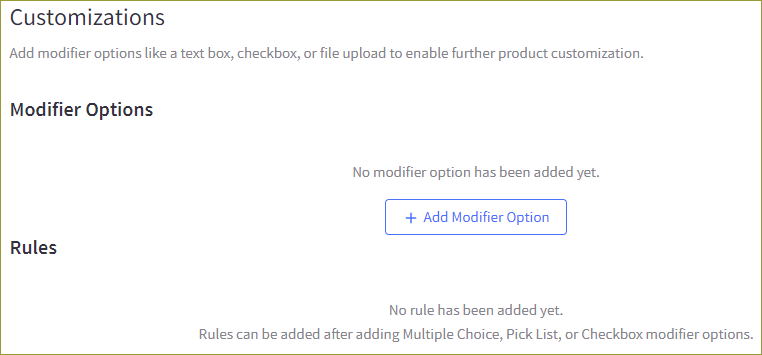 Customizations
Add modifier options like a text box, checkbox, or file upload to enable further product customization.
Modifier Options
No modifier option has been added yet.
+ Add Modifier Option
Rules
No rule has been added yet.
Rules can be added after adding Multiple Choice, Pick List, or Checkbox modifier options.